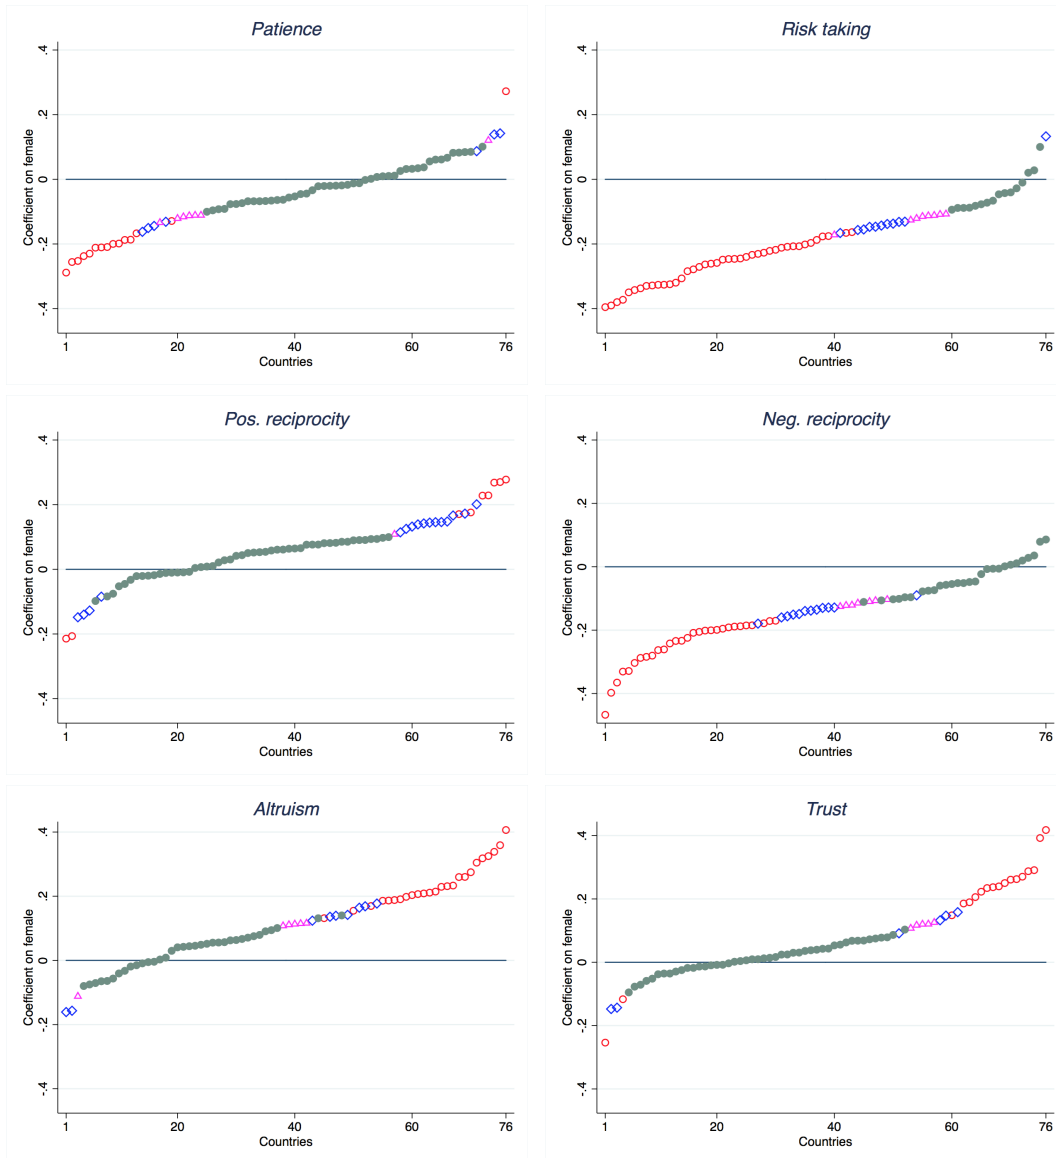 Patience
Coefficient on female
.4
.2
0
-.2
-.4
1 20 40 60 76
Countries
Risk taking
Coefficient on female
.4
.2
0
-.2
-.4
1 20 40 60 76
Countries
Pos. reciprocity
Coefficient on female
.4
.2
0
-.2
-.4
1 20 40 60 76
Countries
Neg. reciprocity
Coefficient on female
.4
.2
0
-.2
-.4
1 20 40 60 76
Countries
Altruism
Coefficient on female
.4
.2
0
-.2
-.4
1 20 40 60 76
Countries
Trust
Coefficient on female
.4
.2
0
-.2
-.4
1 20 40 60 76
Countries